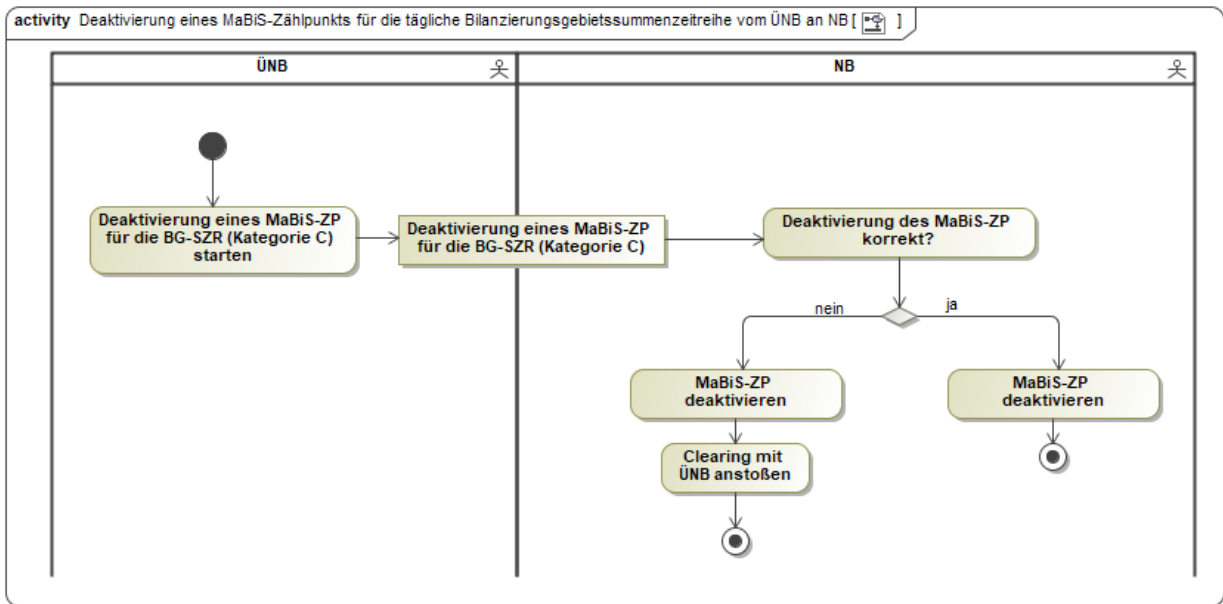 activity Deaktivierung eines MaBiS-Zählpunkts für die tägliche Bilanzierungsgebietssummenzeitreihe vom ÜNB an NB [ ]
ÜNB
NB
Deaktivierung eines MaBiS-ZP
für die BG-SZR (Kategorie C)
starten
Deaktivierung eines MaBiS-ZP
für die BG-SZR (Kategorie C)
Deaktivierung des MaBiS-ZP
korrekt?
nein
ja
MaBiS-ZP
deaktivieren
MaBiS-ZP
deaktivieren
Clearing mit
ÜNB anstoßen